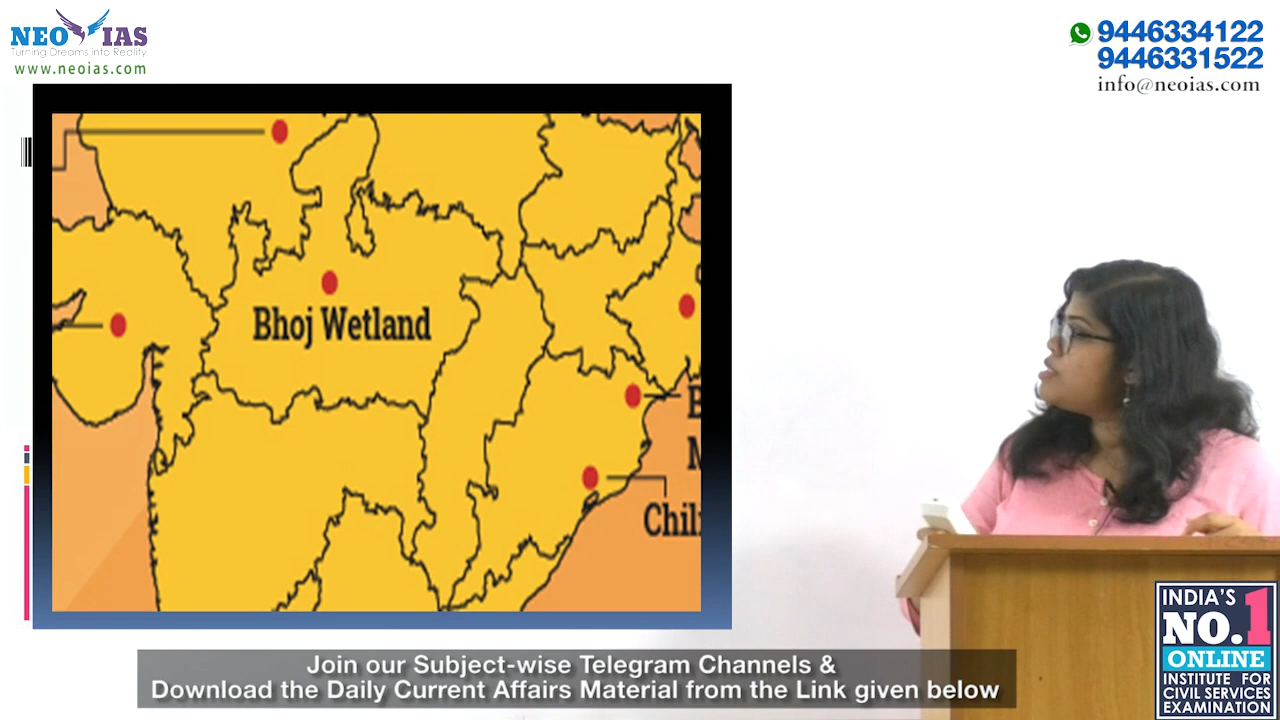 NEO IAS
Turning Dreams into Reality
www.neoias.com
9446334122
9446331522
info@neoias.com
Bhoj Wetland
B
M
Chil
Join our Subject-wise Telegram Channels &
Download the Daily Current Affairs Material from the Link given below
INDIA'S
NO.1
ONLINE
INSTITUTE FOR
CIVIL SERVICES
EXAMINATION